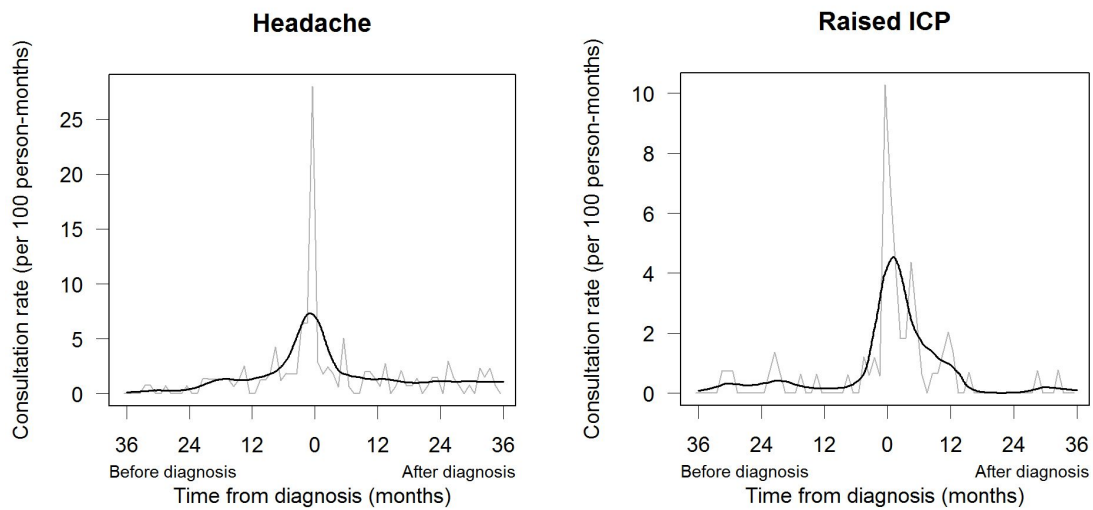 Headache
Consultation rate (per 100 person-months)
25
20
15
10
5
0
36 24 12 0 12 24 36
Before diagnosis After diagnosis
Time from diagnosis (months)
Raised ICP
Consultation rate (per 100 person-months)
10
8
6
4
2
0
36 24 12 0 12 24 36
Before diagnosis After diagnosis
Time from diagnosis (months)